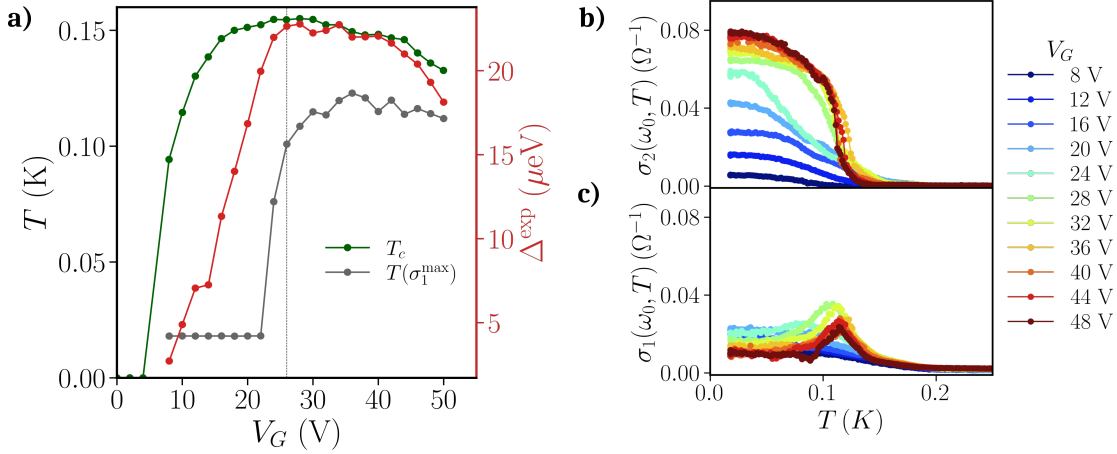 a)
0.15
0.10
0.05
0.00
T (K)
0
10
20
30
40
50
V_G (V)
20
15
10
5
Δ^exp (μeV)
T_c
T(σ_1^max)
b)
0.08
0.04
0.00
σ_2(ω_0, T) (Ω^−1)
c)
0.08
0.04
0.00
σ_1(ω_0, T) (Ω^−1)
0.0
0.1
0.2
T (K)
V_G
8 V
12 V
16 V
20 V
24 V
28 V
32 V
36 V
40 V
44 V
48 V